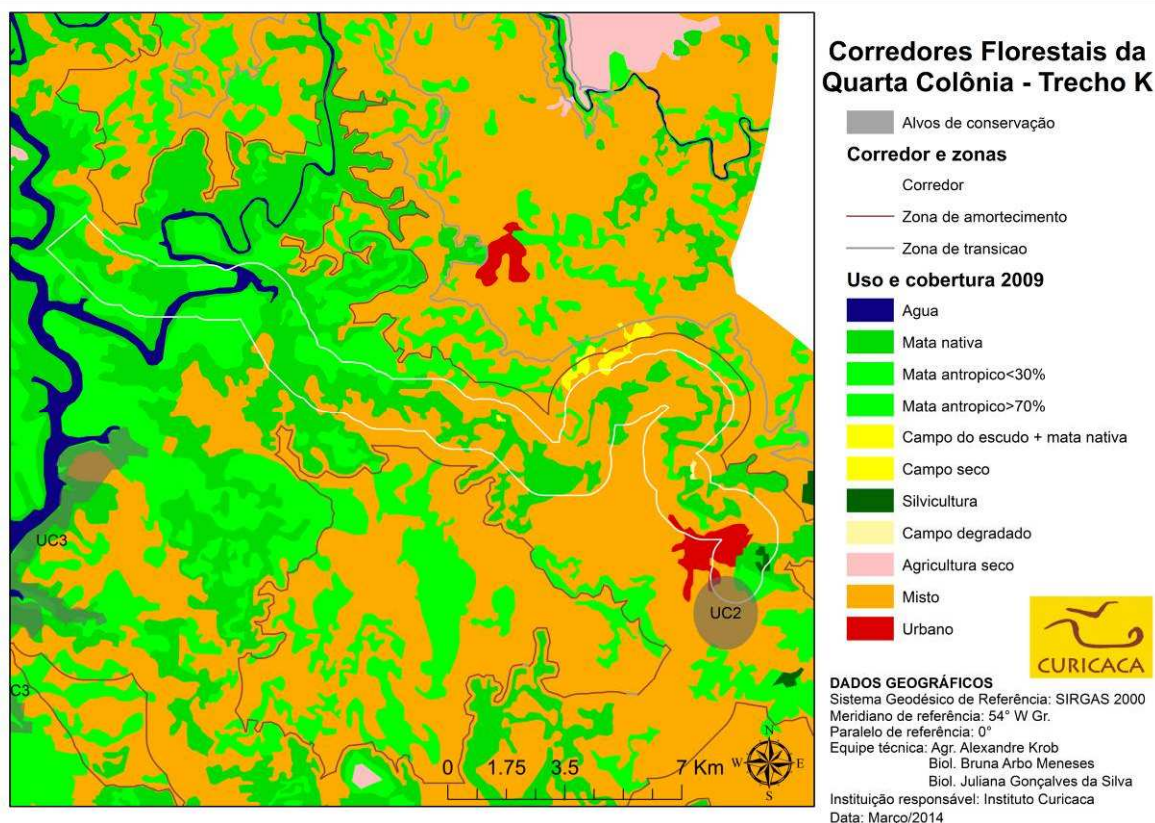 Corredores Florestais da
Quarta Colônia - Trecho K
Alvos de conservação
Corredor e zonas
Corredor
Zona de amortecimento
Zona de transicao
Uso e cobertura 2009
Agua
Mata nativa
Mata antropico<30%
Mata antropico>70%
Campo do escudo + mata nativa
Campo seco
Silvicultura
Campo degradado
Agricultura seco
Misto
Urbano
CURICACA
DADOS GEOGRÁFICOS
Sistema Geodésico de Referência: SIRGAS 2000
Meridiano de referência: 54° W Gr.
Paralelo de referência: 0°
Equipe técnica: Agr. Alexandre Krob
Biol. Bruna Arbo Meneses
Biol. Juliana Gonçalves da Silva
Instituição responsável: Instituto Curicaca
Data: Marco/2014
UC3
UC2
C3
0 1.75 3.5 7 Km
N
W E
S